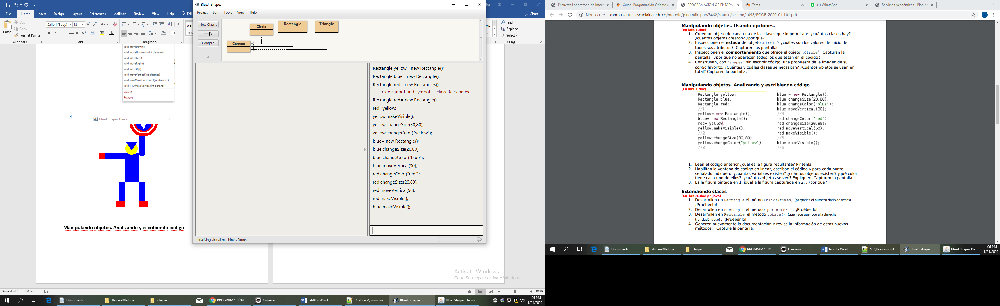 File
Home
Insert
Design
Layout
References
Mailings
Review
View
Help
Tell
Share
Paste
Cut
Copy
Format Painter
Clipboard
Calibri (Body)
12
Font
Paragraph
Find
Replace
Select
Editing
void moveDown()
void moveHorizontal(int distance)
void moveLeft()
void moveRight()
void moveUp()
void moveVertical(int distance)
void slowMoveHorizontal(int distance)
void slowMoveVertical(int distance)
Inspect
Remove
4.
BlueJ Shapes Demo
Manipulando objetos. Analizando y escribiendo codigo
Activate Windows
Go to Settings to activate Windows.
Page 4 of 5
350 words
100%
BlueJ: shapes
Project
Edit
Tools
View
Help
New Class...
Compile
Circle
Rectangle
Triangle
Canvas
Rectangle yellow= new Rectangle();
Rectangle blue= new Rectangle();
Rectangle red= new Rectangles();
Error: cannot find symbol - class Rectangles
Rectangle red= new Rectangle();
red=yellow;
yellow.makeVisible();
yellow.changeSize(30,80);
yellow.changeColor("yellow");
blue= new Rectangle();
blue.changeSize(20,80);
blue.changeColor("blue");
blue.moveVertical(30);
red.changeColor("red");
red.changeSize(20,80);
red.moveVertical(50);
red.makeVisible();
blue.makeVisible();
Initialising virtual machine... Done.
Documents
AmayaMartinez
shapes
PROGRAMACIÓN ...
Camaras
lab01 - Word
*C:\Users\monitor\...
BlueJ: shapes
BlueJ Shapes Demo
1:06 PM
1/24/2020
Encuesta Laboratorio de Inform
Curso: Programación Orienta a
PROGRAMACIÓN ORIENTADA
Tarea
(1) WhatsApp
Servicios Académicos - Plan de
Not secure
campusvirtual.escuelaing.edu.co/moodle/pluginfile.php/8462/course/section/1098/POOB-2020-01-L01.pdf
Manipulando objetos. Usando opciones.
[En lab01.doc]
1. Creen un objeto de cada una de las clases que lo permitan3. ¿cuántas clases hay?
¿cuántos objetos crearon? ¿por qué?
2. Inspeccionen el estado del objeto :Circle4. ¿cuáles son los valores de inicio de
todos sus atributos? Capturen las pantallas
3. Inspeccionen el comportamiento que ofrece el objeto :Circle5. Capturen la
pantalla. ¿por qué no aparecen todos los que están en el código?
4. Construyan, con “shapes” sin escribir código, una propuesta de la imagen de su
comic favorito. ¿Cuántas y cuáles clases se necesitan? ¿Cuántos objetos se usan en
total? Capturen la pantalla.
Manipulando objetos. Analizando y escribiendo código.
[En lab01.doc]
Rectangle yellow;
Rectangle blue;
Rectangle red;
//1
yellow= new Rectangle();
blue= new Rectangle();
red= yellow;
yellow.makeVisible();
//2
yellow.changeSize(30,80);
yellow.changeColor("yellow");
//3
blue = new Rectangle();
blue.changeSize(20,80);
blue.changeColor("blue");
blue.moveVertical(30);
//4
red.changeColor("red");
red.changeSize(20,80);
red.moveVertical(50);
red.makeVisible();
//5
blue.makeVisible();
//6
1. Lean el código anterior ¿cuál es la figura resultante? Píntenla.
2. Habiliten la ventana de código en línea6, escriban el código y para cada punto
señalado indiquen: ¿cuántas variables existen? ¿cuántos objetos existen? ¿qué color
tiene cada uno de ellos? ¿cuántos objetos se ven? Expliquen. Capturen la pantalla.
3. Es la figura pintada en 1. igual a la figura capturada en 2. , ¿por qué?
Extendiendo clases
[En lab01.doc y *.java]
1. Desarrollen en Rectangle el método blick(times) (parpadea el número dado de veces) .
¡Pruébenlo!
2. Desarrollen en Rectangle el método perimeter(). ¡Pruébenlo!
3. Desarrollen en Rectangle el método rotate() (que hace que rote a la derecha
transladándose) . ¡Pruébenlo!
4. Generen nuevamente la documentación y revise la información de estos nuevos
métodos. Capture la pantalla.
Documents
AmayaMartinez
shapes
PROGRAMACIÓ...
Camaras
lab01 - Word
*C:\Users\monit...
BlueJ: shapes
BlueJ Shapes De...
1:06 PM
1/24/2020